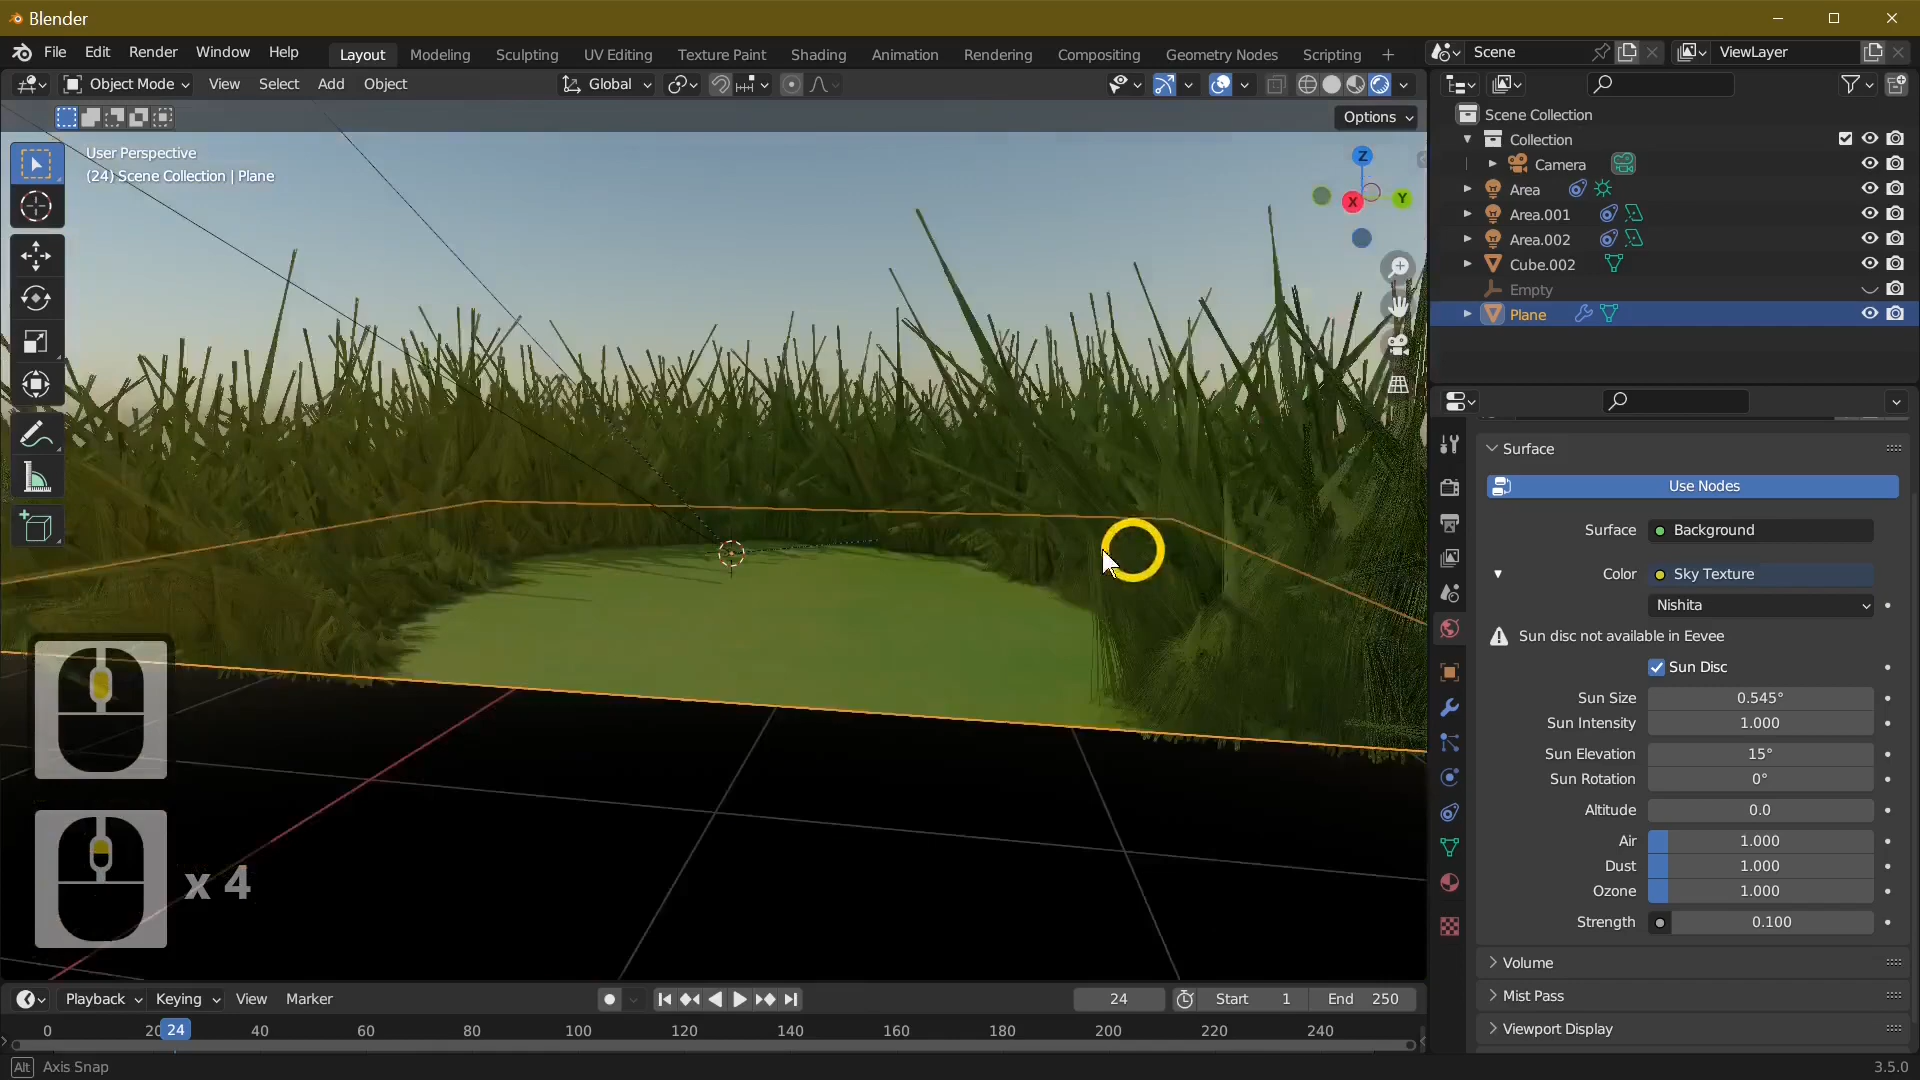 Blender
File Edit Render Window Help
Layout Modeling Sculpting UV Editing Texture Paint Shading Animation Rendering Compositing Geometry Nodes Scripting +
Scene
ViewLayer
Object Mode View Select Add Object
Global
Options
User Perspective
(24) Scene Collection | Plane
Z
Y
X
x 4
Scene Collection
Collection
Camera
Area
Area.001
Area.002
Cube.002
Empty
Plane
Surface
Use Nodes
Surface Background
Color Sky Texture
Nishita
Sun disc not available in Eevee
Sun Disc
Sun Size 0.545°
Sun Intensity 1.000
Sun Elevation 15°
Sun Rotation 0°
Altitude 0.0
Air 1.000
Dust 1.000
Ozone 1.000
Strength 0.100
Volume
Mist Pass
Viewport Display
Playback Keying View Marker
24 Start 1 End 250
0 20 24 40 60 80 100 120 140 160 180 200 220 240
Alt Axis Snap
3.5.0